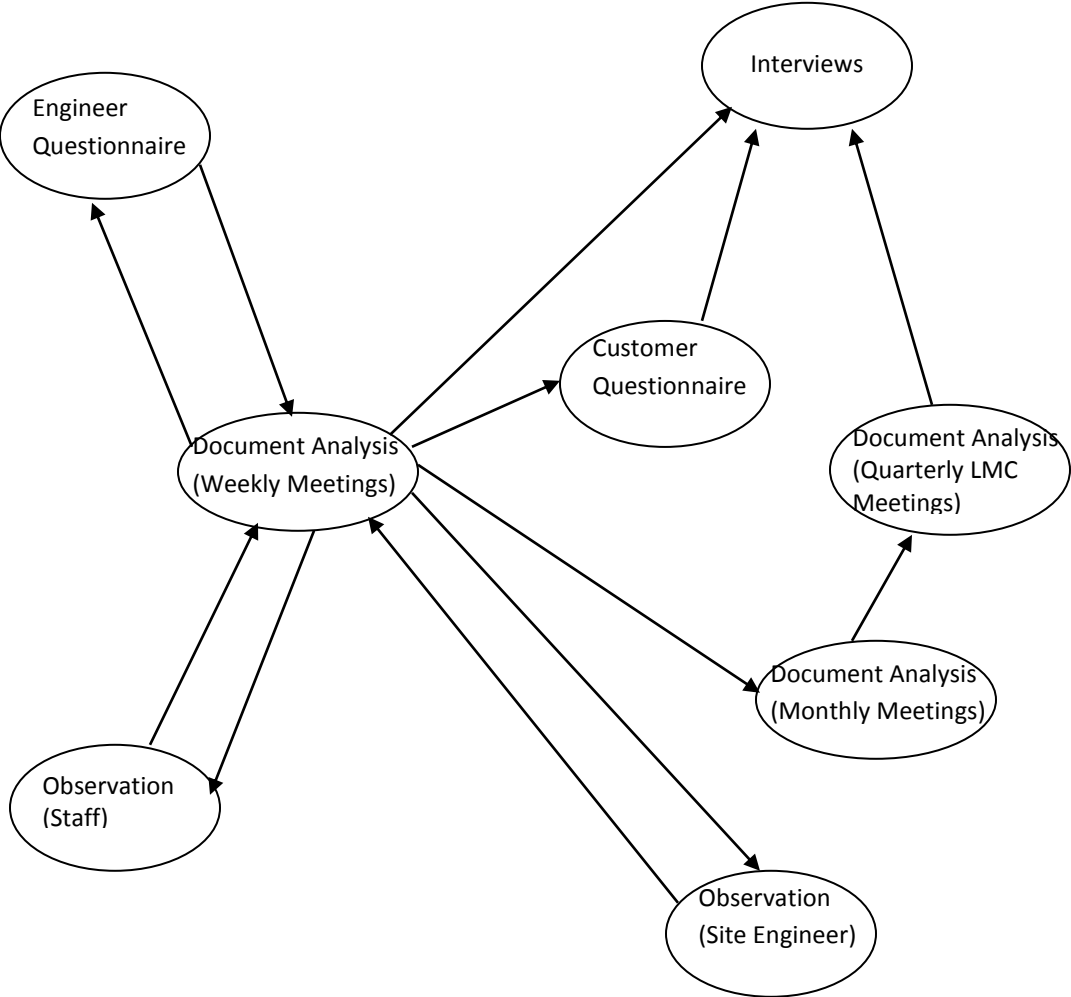 Interviews
Engineer
Questionnaire
Customer
Questionnaire
Document Analysis
(Weekly Meetings)
Document Analysis
(Quarterly LMC
Meetings)
Document Analysis
(Monthly Meetings)
Observation
(Staff)
Observation
(Site Engineer)